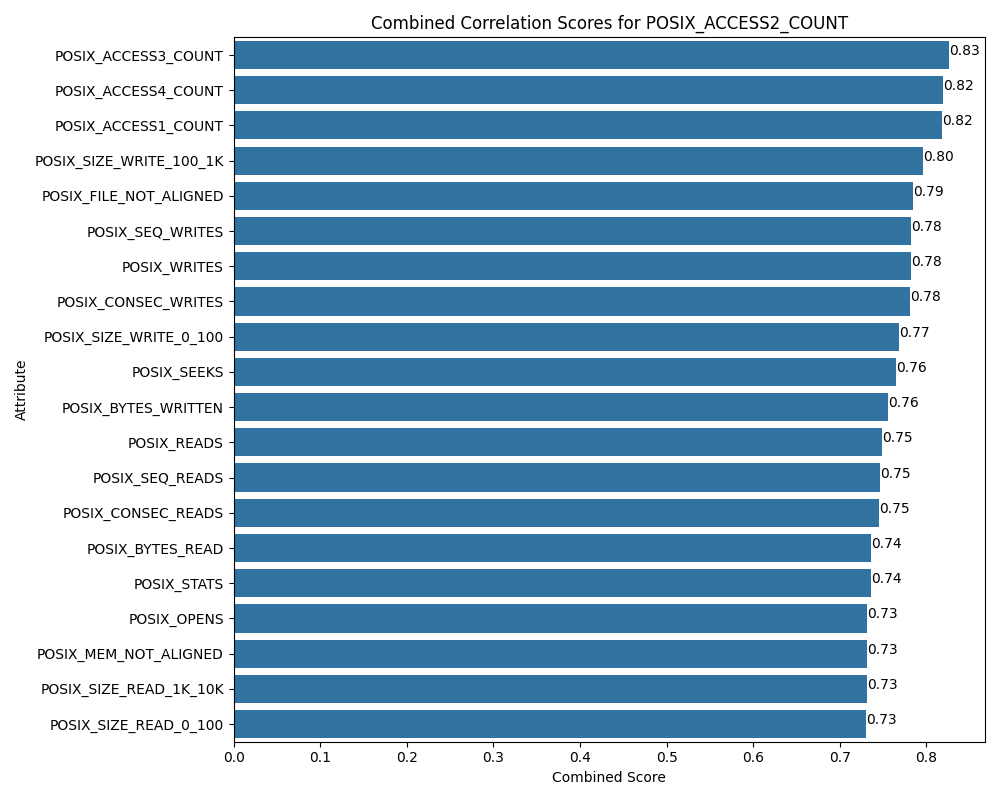 Combined Correlation Scores for POSIX_ACCESS2_COUNT
POSIX_ACCESS3_COUNT 0.83
POSIX_ACCESS4_COUNT 0.82
POSIX_ACCESS1_COUNT 0.82
POSIX_SIZE_WRITE_100_1K 0.80
POSIX_FILE_NOT_ALIGNED 0.79
POSIX_SEQ_WRITES 0.78
POSIX_WRITES 0.78
POSIX_CONSEC_WRITES 0.78
POSIX_SIZE_WRITE_0_100 0.77
POSIX_SEEKS 0.76
POSIX_BYTES_WRITTEN 0.76
POSIX_READS 0.75
POSIX_SEQ_READS 0.75
POSIX_CONSEC_READS 0.75
POSIX_BYTES_READ 0.74
POSIX_STATS 0.74
POSIX_OPENS 0.73
POSIX_MEM_NOT_ALIGNED 0.73
POSIX_SIZE_READ_1K_10K 0.73
POSIX_SIZE_READ_0_100 0.73
Attribute
0.0 0.1 0.2 0.3 0.4 0.5 0.6 0.7 0.8
Combined Score